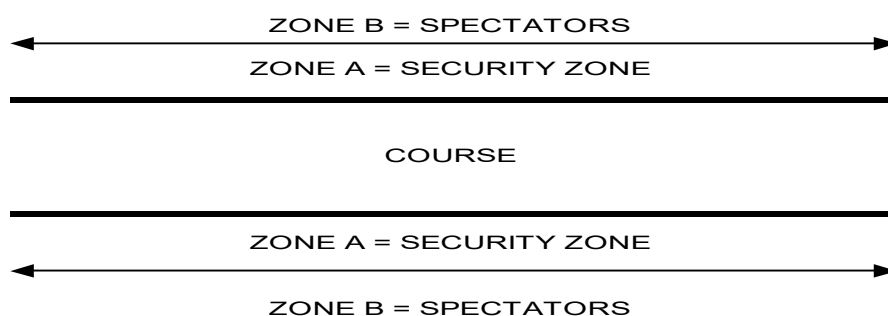 ZONE B = SPECTATORS
ZONE A = SECURITY ZONE
COURSE
ZONE A = SECURITY ZONE
ZONE B = SPECTATORS